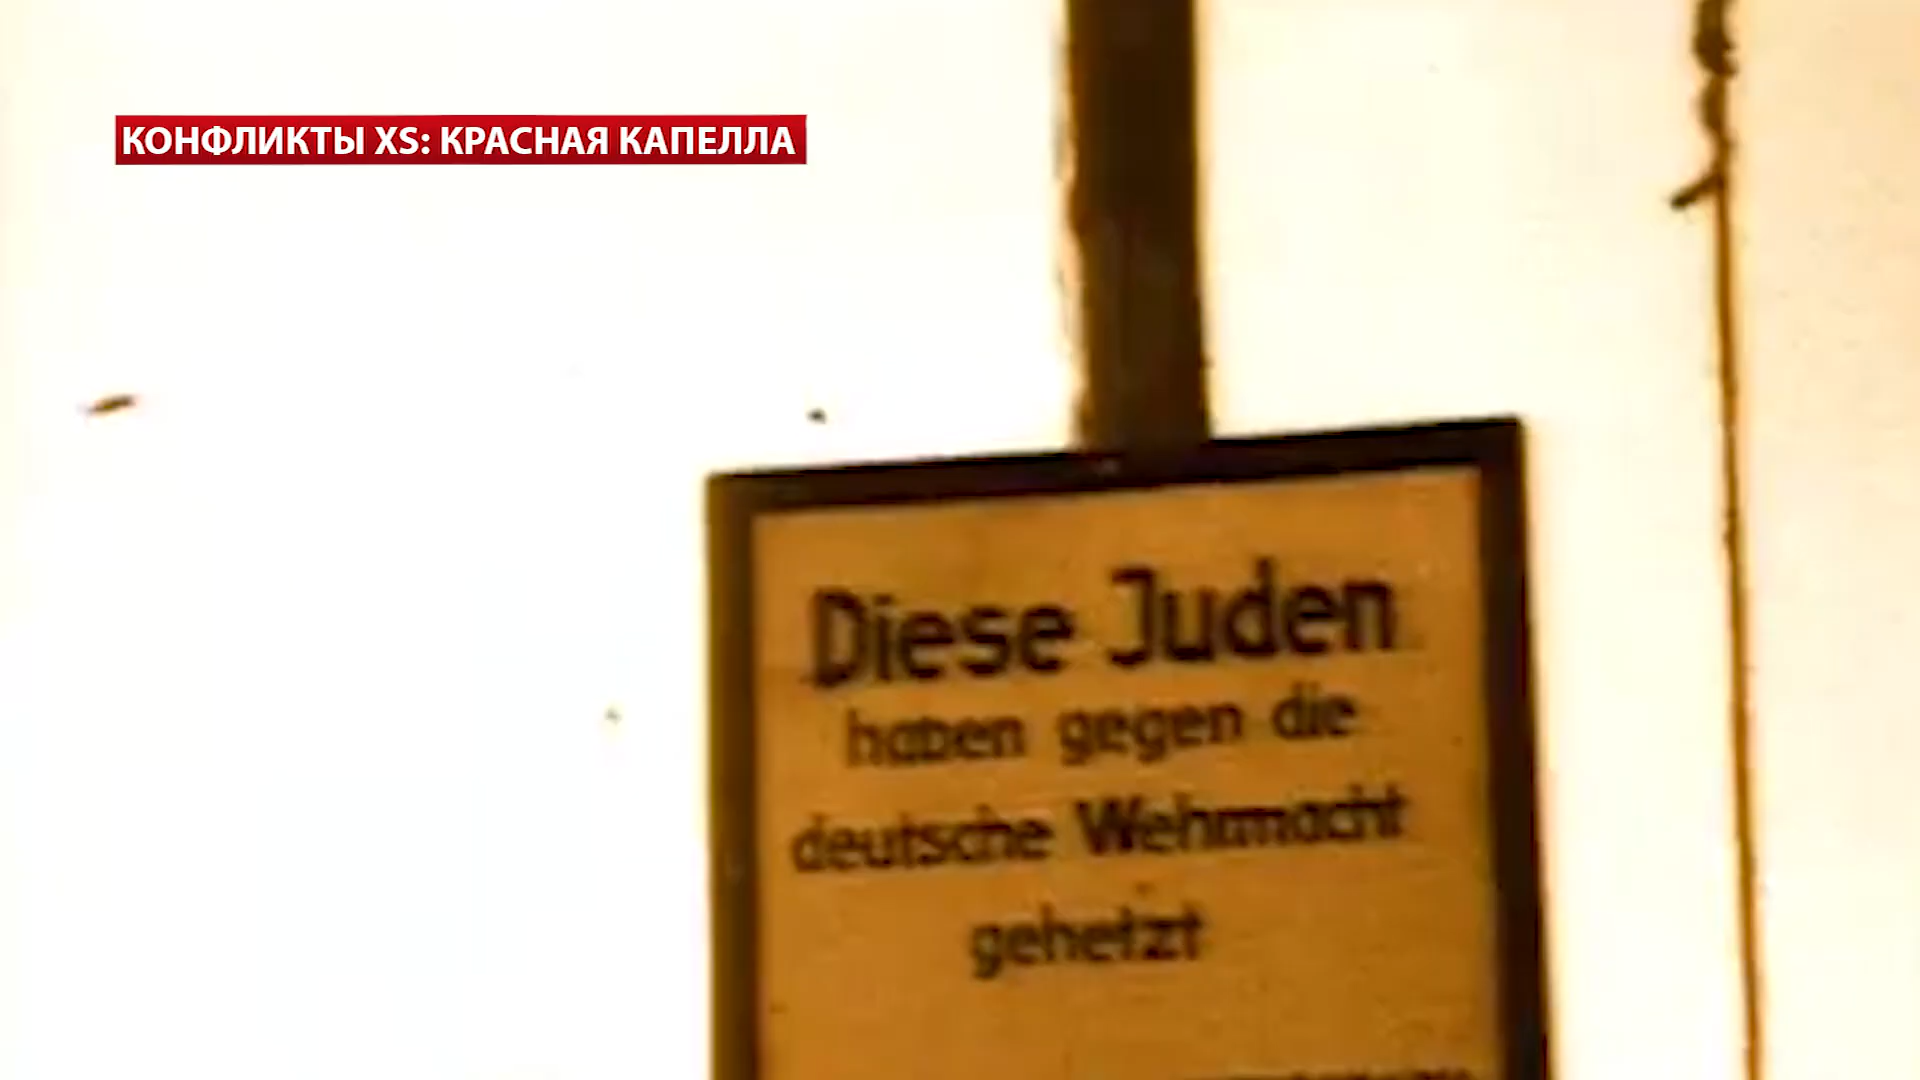 КОНФЛИКТЫ XS: КРАСНАЯ КАПЕЛЛА
Diese Juden
haben gegen die
deutsche Wehrmacht
gehetzt